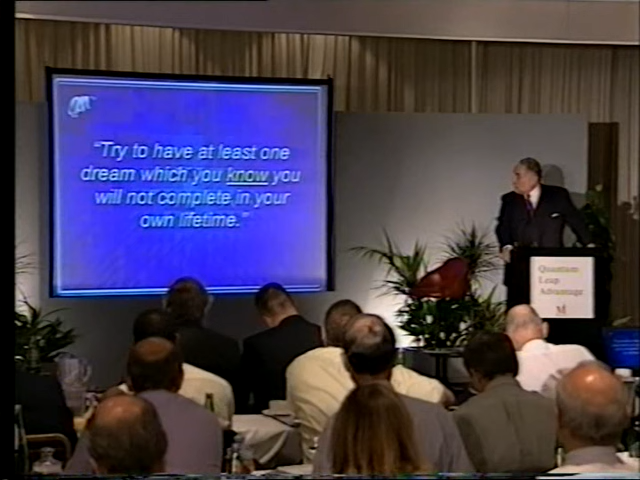 “Try to have at least one
dream which you know you
will not complete in your
own lifetime.”
Quantum
Leap
Advantage